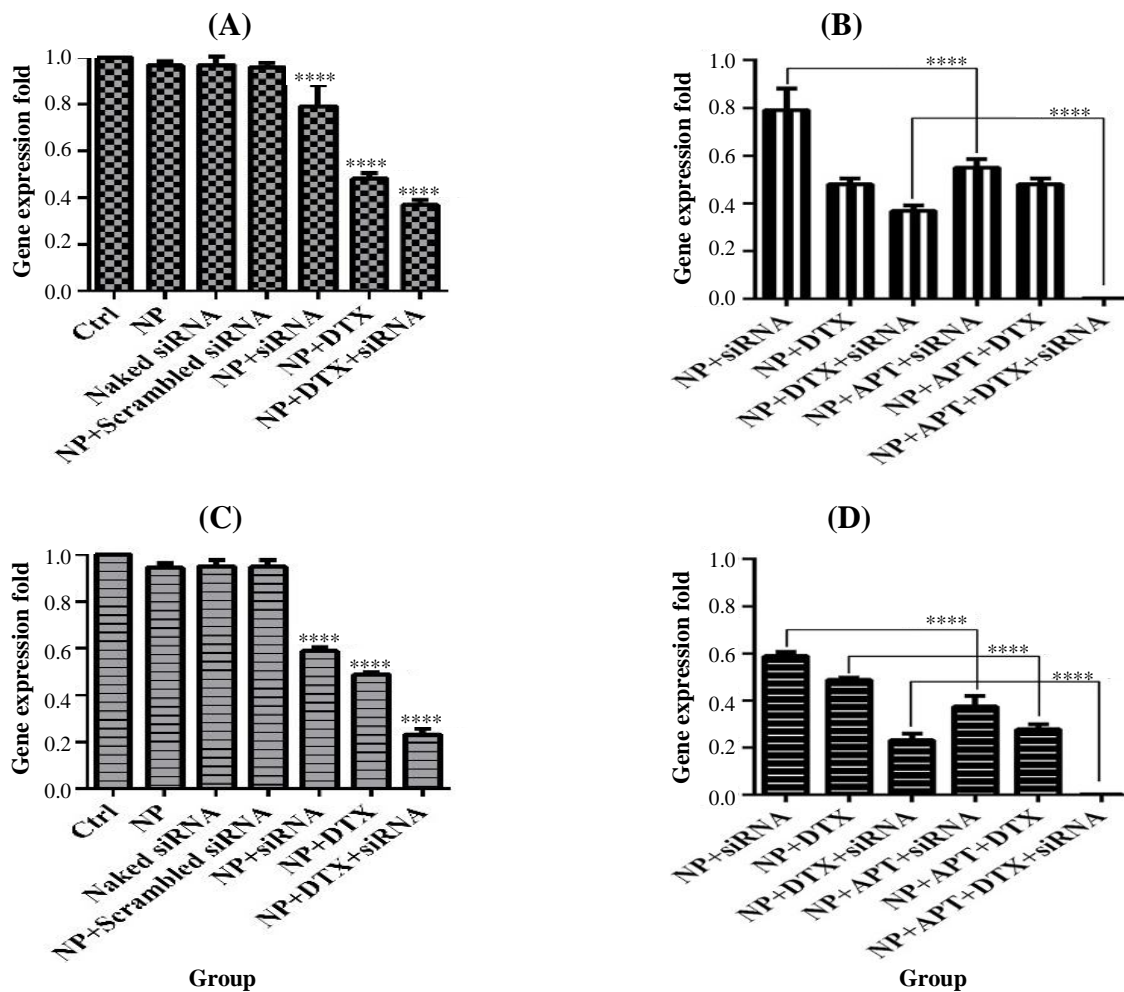 (A)
Gene expression fold
1.0
0.8
0.6
0.4
0.2
0.0
****
****
****
Ctrl
NP
Naked siRNA
NP+Scrambled siRNA
NP+siRNA
NP+DTX
NP+DTX+siRNA
(B)
Gene expression fold
1.0
0.8
0.6
0.4
0.2
0.0
****
****
NP+siRNA
NP+DTX
NP+DTX+siRNA
NP+APT+siRNA
NP+APT+DTX
NP+APT+DTX+siRNA
(C)
Gene expression fold
1.0
0.8
0.6
0.4
0.2
0.0
****
****
****
Ctrl
NP
Naked siRNA
NP+Scrambled siRNA
NP+siRNA
NP+DTX
NP+DTX+siRNA
Group
(D)
Gene expression fold
1.0
0.8
0.6
0.4
0.2
0.0
****
****
****
NP+siRNA
NP+DTX
NP+DTX+siRNA
NP+APT+siRNA
NP+APT+DTX
NP+APT+DTX+siRNA
Group